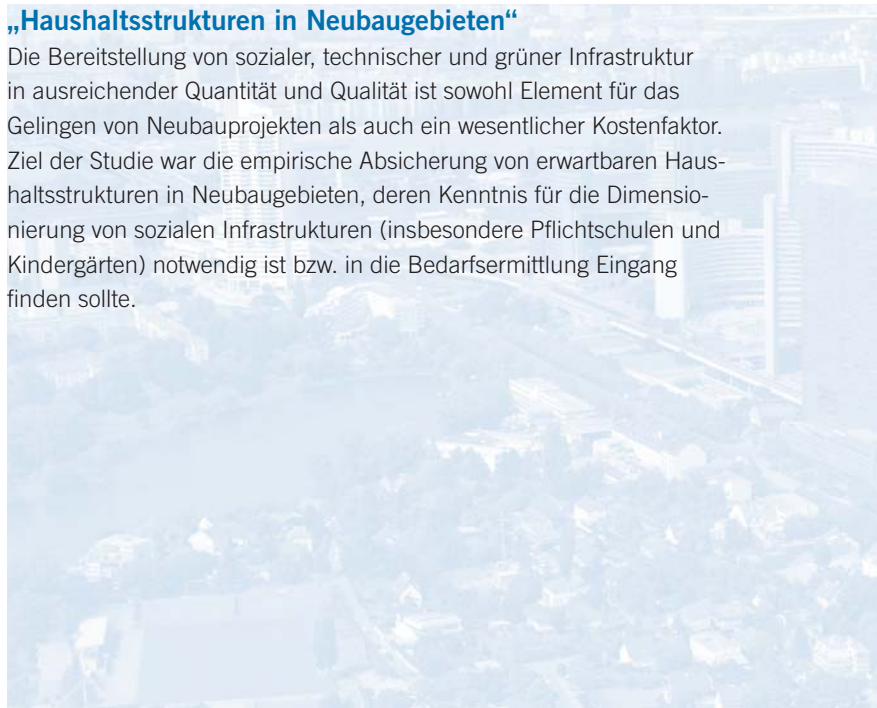 „Haushaltsstrukturen in Neubaugebieten“
Die Bereitstellung von sozialer, technischer und grüner Infrastruktur
in ausreichender Quantität und Qualität ist sowohl Element für das
Gelingen von Neubauprojekten als auch ein wesentlicher Kostenfaktor.
Ziel der Studie war die empirische Absicherung von erwartbaren Haus-
haltsstrukturen in Neubaugebieten, deren Kenntnis für die Dimensio-
nierung von sozialen Infrastrukturen (insbesondere Pflichtschulen und
Kindergärten) notwendig ist bzw. in die Bedarfsermittlung Eingang
finden sollte.